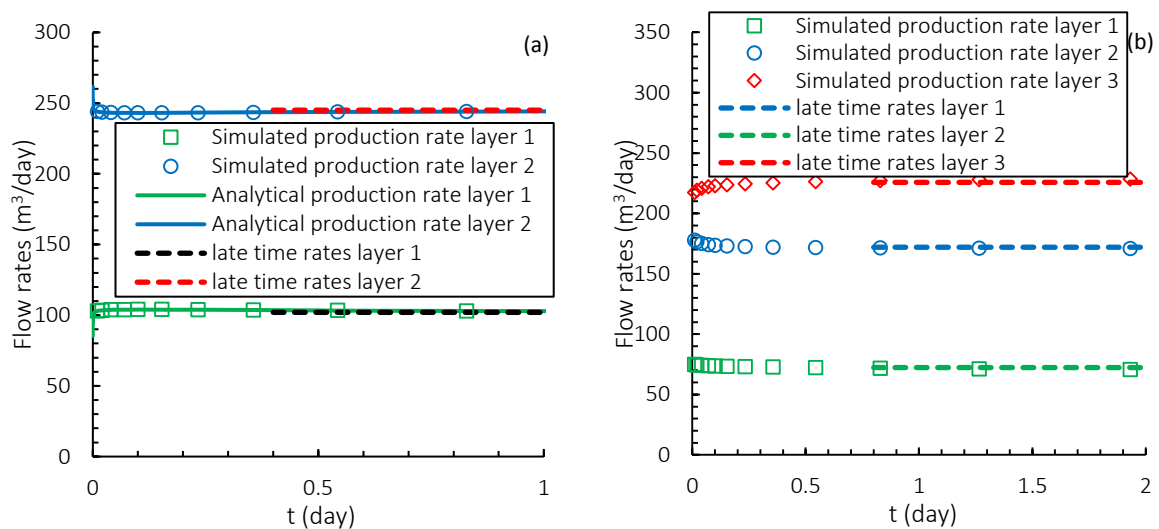 (a)
300
250
200
150
100
50
0
Flow rates (m³/day)
Simulated production rate layer 1
Simulated production rate layer 2
Analytical production rate layer 1
Analytical production rate layer 2
late time rates layer 1
late time rates layer 2
0 0.5 1
t (day)
(b)
350
300
250
200
150
100
50
0
Flow rates (m³/day)
Simulated production rate layer 1
Simulated production rate layer 2
Simulated production rate layer 3
late time rates layer 1
late time rates layer 2
late time rates layer 3
0 0.5 1 1.5 2
t (day)